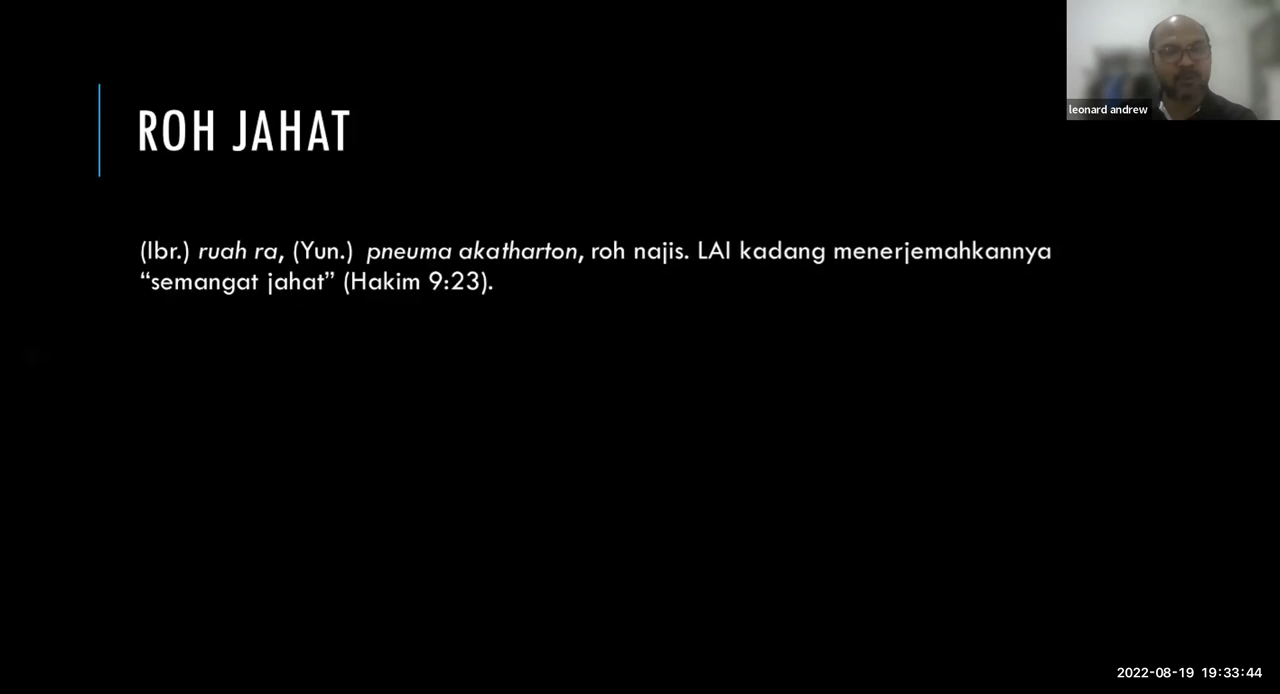 leonard andrew
ROH JAHAT
(Ibr.) ruah ra, (Yun.) pneuma akatharton, roh najis. LAI kadang menerjemahkannya
“semangat jahat” (Hakim 9:23).
2022-08-19 19:33:44